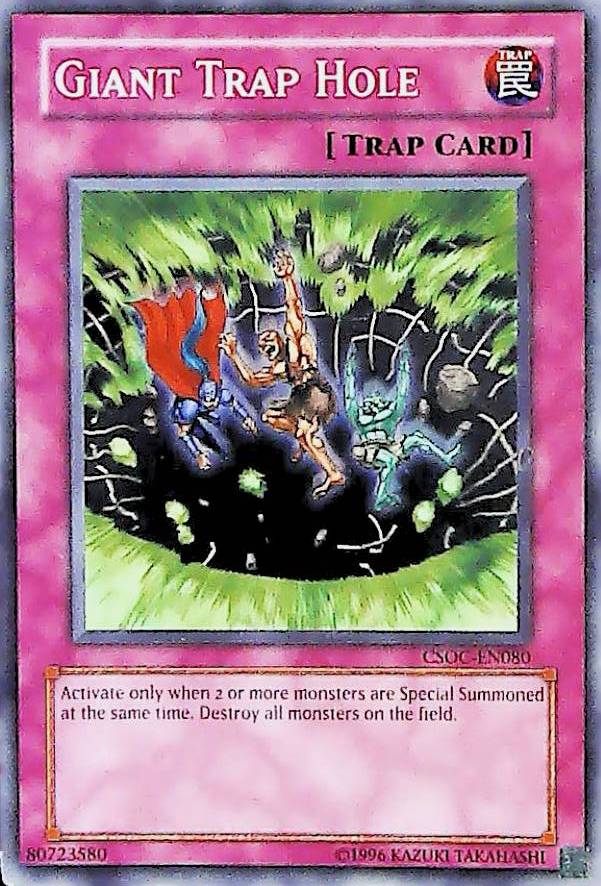 GIANT TRAP HOLE
TRAP
罠
[TRAP CARD]
CSOC-EN080
Activate only when 2 or more monsters are Special Summoned
at the same time. Destroy all monsters on the field.
80723580
©1996 KAZUKI TAKAHASHI